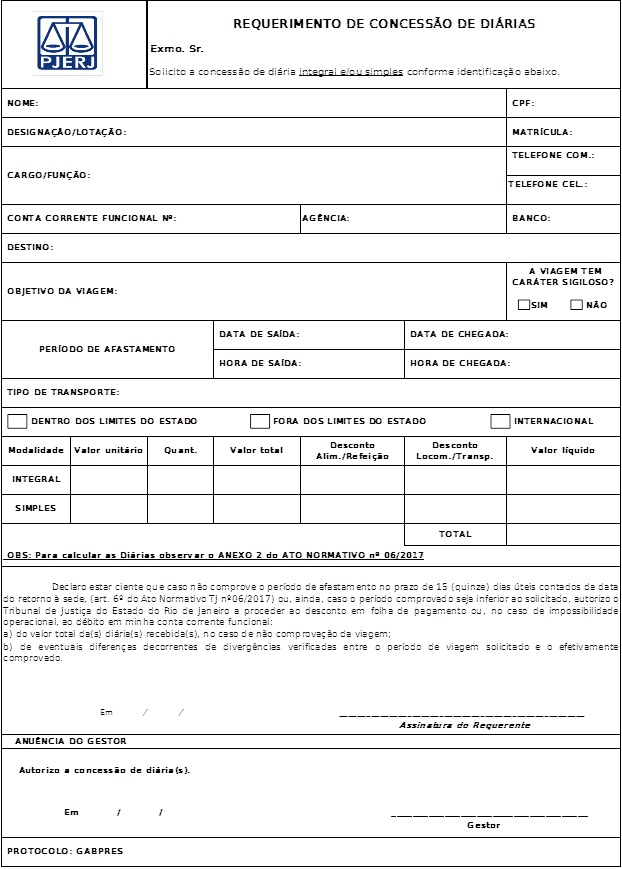 PJERJ
REQUERIMENTO DE CONCESSÃO DE DIÁRIAS
Exmo. Sr.
Solicito a concessão de diária integral e/ou simples conforme identificação abaixo.
NOME:
CPF:
DESIGNAÇÃO/LOTAÇÃO:
MATRÍCULA:
CARGO/FUNÇÃO:
TELEFONE COM.:
TELEFONE CEL.:
CONTA CORRENTE FUNCIONAL Nº:
AGÊNCIA:
BANCO:
DESTINO:
OBJETIVO DA VIAGEM:
A VIAGEM TEM
CARÁTER SIGILOSO?
SIM NÃO
PERÍODO DE AFASTAMENTO
DATA DE SAÍDA:
DATA DE CHEGADA:
HORA DE SAÍDA:
HORA DE CHEGADA:
TIPO DE TRANSPORTE:
DENTRO DOS LIMITES DO ESTADO FORA DOS LIMITES DO ESTADO INTERNACIONAL
Modalidade Valor unitário Quant. Valor total Desconto Alim./Refeição Desconto Locom./Transp. Valor líquido
INTEGRAL
SIMPLES
TOTAL
OBS: Para calcular as Diárias observar o ANEXO 2 do ATO NORMATIVO nº 06/2017
Declaro estar ciente que caso não comprove o período de afastamento no prazo de 15 (quinze) dias úteis contados da data
do retorno à sede, (art. 6º do Ato Normativo TJ nº06/2017) ou, ainda, caso o período comprovado seja inferior ao solicitado, autorizo o
Tribunal de Justiça do Estado do Rio de Janeiro a proceder ao desconto em folha de pagamento ou, no caso de impossibilidade
operacional, ao débito em minha conta corrente funcional:
a) do valor total da(s) diária(s) recebida(s), no caso de não comprovação da viagem;
b) de eventuais diferenças decorrentes de divergências verificadas entre o período de viagem solicitado e o efetivamente
comprovado.
Em / /
Assinatura do Requerente
ANUÊNCIA DO GESTOR
Autorizo a concessão de diária(s).
Em / /
Gestor
PROTOCOLO: GABPRES